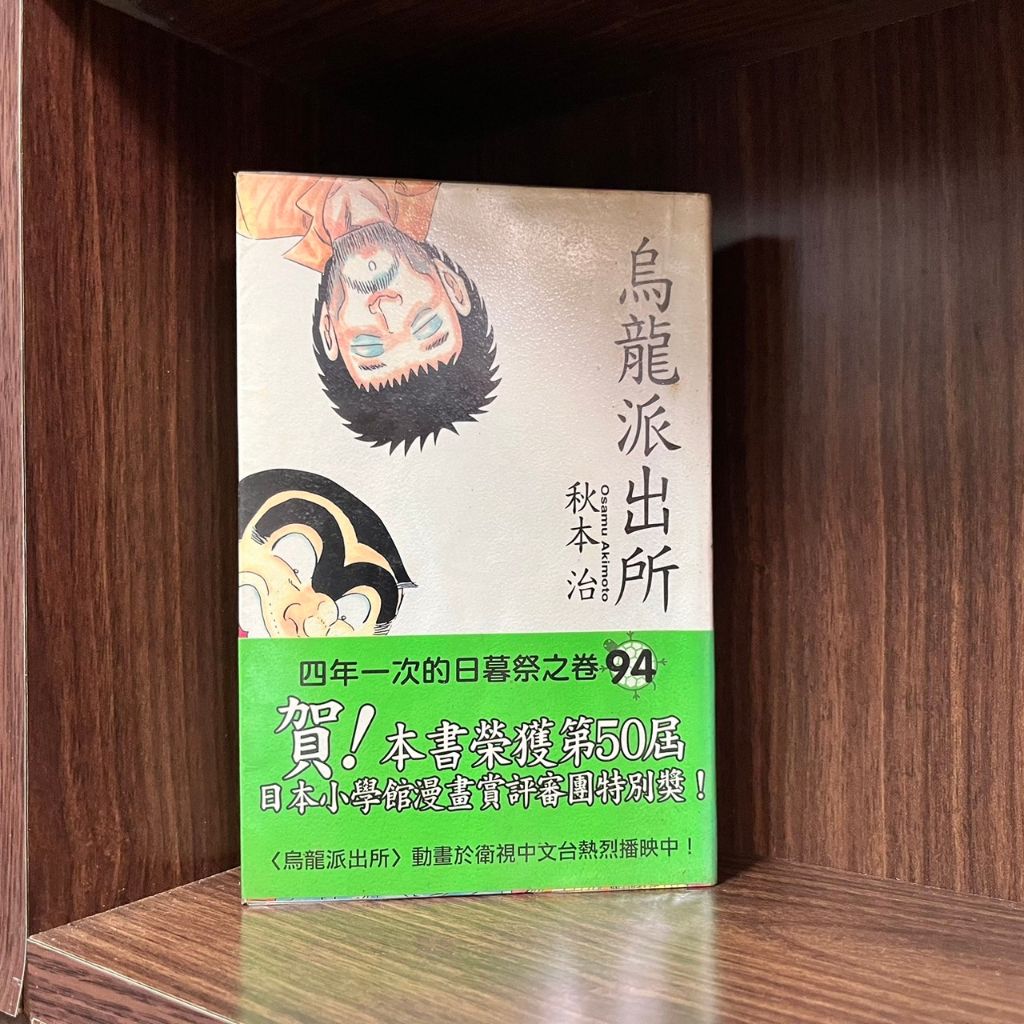 烏龍派出所
秋本 治
Osamu Akimoto
四年一次的日暮祭之卷 94
賀！本書榮獲第50屆
日本小學館漫畫賞評審團特別獎！
〈烏龍派出所〉動畫於衛視中文台熱烈播映中！